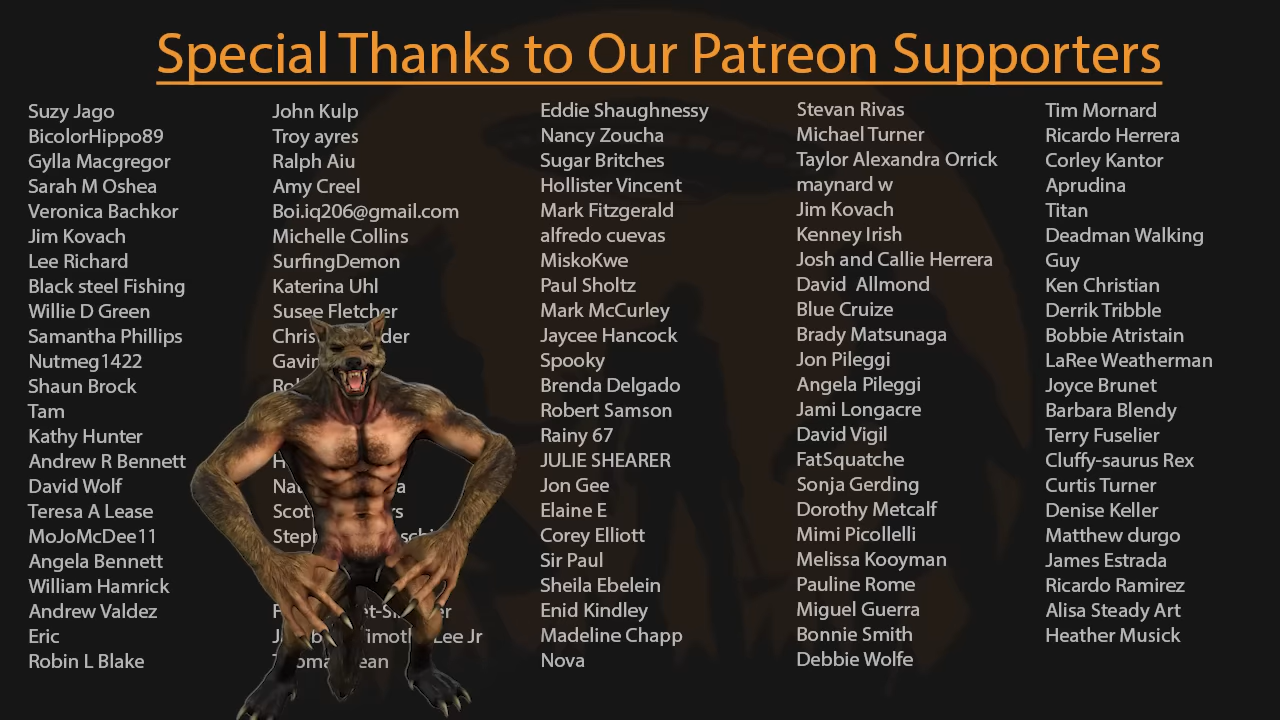 Special Thanks to Our Patreon Supporters
Suzy Jago
BicolorHippo89
Gylla Macgregor
Sarah M Oshea
Veronica Bachkor
Jim Kovach
Lee Richard
Black steel Fishing
Willie D Green
Samantha Phillips
Nutmeg1422
Shaun Brock
Tam
Kathy Hunter
Andrew R Bennett
David Wolf
Teresa A Lease
MoJoMcDee11
Angela Bennett
William Hamrick
Andrew Valdez
Eric
Robin L Blake
John Kulp
Troy ayres
Ralph Aiu
Amy Creel
Boi.iq206@gmail.com
Michelle Collins
SurfingDemon
Katerina Uhl
Susee Fletcher
Lee Jr
Eddie Shaughnessy
Nancy Zoucha
Sugar Britches
Hollister Vincent
Mark Fitzgerald
alfredo cuevas
MiskoKwe
Paul Sholtz
Mark McCurley
Jaycee Hancock
Spooky
Brenda Delgado
Robert Samson
Rainy 67
JULIE SHEARER
Jon Gee
Elaine E
Corey Elliott
Sir Paul
Sheila Ebelein
Enid Kindley
Madeline Chapp
Nova
Stevan Rivas
Michael Turner
Taylor Alexandra Orrick
maynard w
Jim Kovach
Kenney Irish
Josh and Callie Herrera
David  Allmond
Blue Cruize
Brady Matsunaga
Jon Pileggi
Angela Pileggi
Jami Longacre
David Vigil
FatSquatche
Sonja Gerding
Dorothy Metcalf
Mimi Picollelli
Melissa Kooyman
Pauline Rome
Miguel Guerra
Bonnie Smith
Debbie Wolfe
Tim Mornard
Ricardo Herrera
Corley Kantor
Aprudina
Titan
Deadman Walking
Guy
Ken Christian
Derrik Tribble
Bobbie Atristain
LaRee Weatherman
Joyce Brunet
Barbara Blendy
Terry Fuselier
Cluffy-saurus Rex
Curtis Turner
Denise Keller
Matthew durgo
James Estrada
Ricardo Ramirez
Alisa Steady Art
Heather Musick